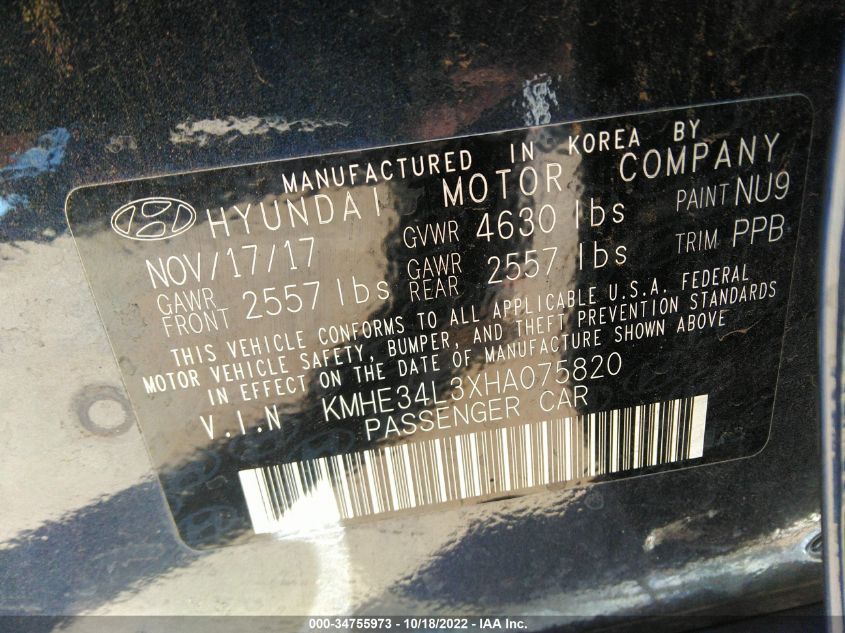 MANUFACTURED IN KOREA BY
HYUNDAI MOTOR COMPANY
NOV/17/17 GVWR 4630 lbs PAINT NU9
GAWR FRONT 2557 lbs GAWR REAR 2557 lbs TRIM PPB
THIS VEHICLE CONFORMS TO ALL APPLICABLE U.S.A. FEDERAL
MOTOR VEHICLE SAFETY, BUMPER, AND THEFT PREVENTION STANDARDS
IN EFFECT ON THE DATE OF MANUFACTURE SHOWN ABOVE
V.I.N KMHE34L3XHA075820
PASSENGER CAR
000-34755973 / 10/18/2022 - IAA Inc.